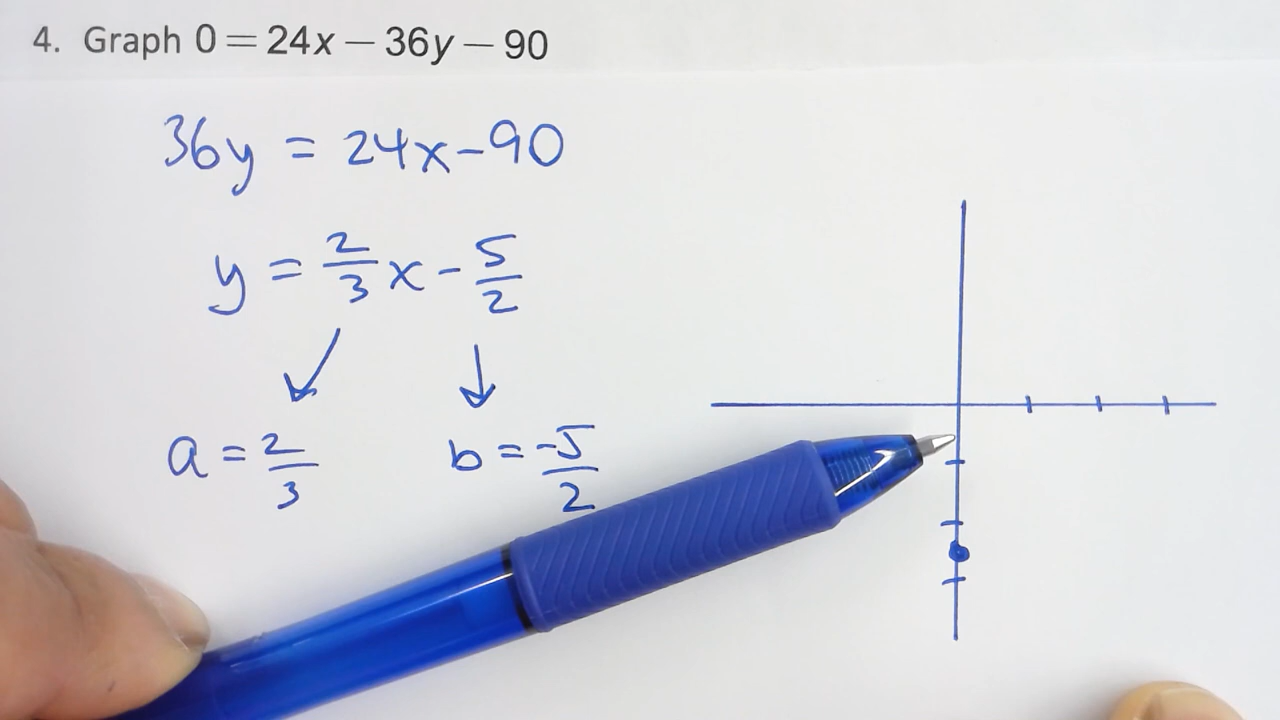 4. Graph 0 = 24x − 36y − 90
36y = 24x − 90
y = 2/3 x − 5/2
a = 2/3 b = −5/2